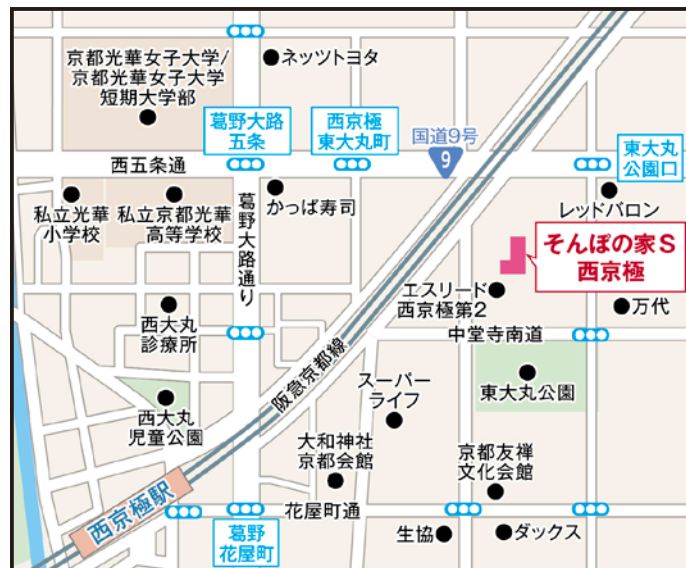 京都光華女子大学/
京都光華女子大学
短期大学部
ネッツトヨタ
葛野大路
五条
西京極
東大丸町
国道9号
9
東大丸
公園口
西五条通
私立光華
小学校
私立京都光華
高等学校
葛野大路通り
かっぱ寿司
レッドバロン
そんぽの家S
西京極
エスリード
西京極第2
万代
西大丸
診療所
中堂寺南道
阪急京都線
スーパー
ライフ
東大丸公園
西大丸
児童公園
大和神社
京都会館
京都友禅
文化会館
西京極駅
花屋町通
葛野
花屋町
生協
ダックス